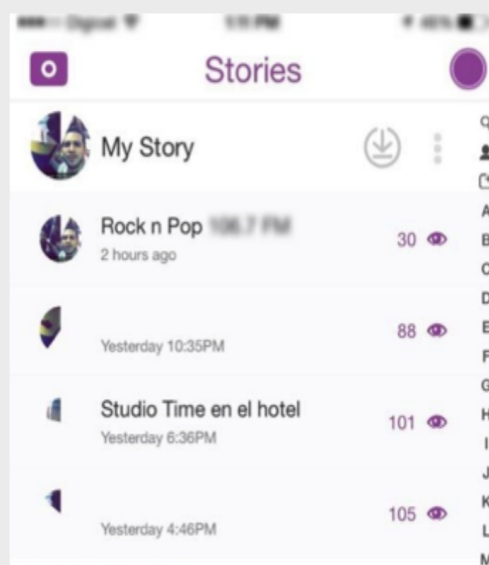 Stories
My Story
Rock n Pop
2 hours ago
30
Yesterday 10:35PM
88
Studio Time en el hotel
Yesterday 6:36PM
101
Yesterday 4:46PM
105
A
B
C
D
E
F
G
H
I
J
K
L
M